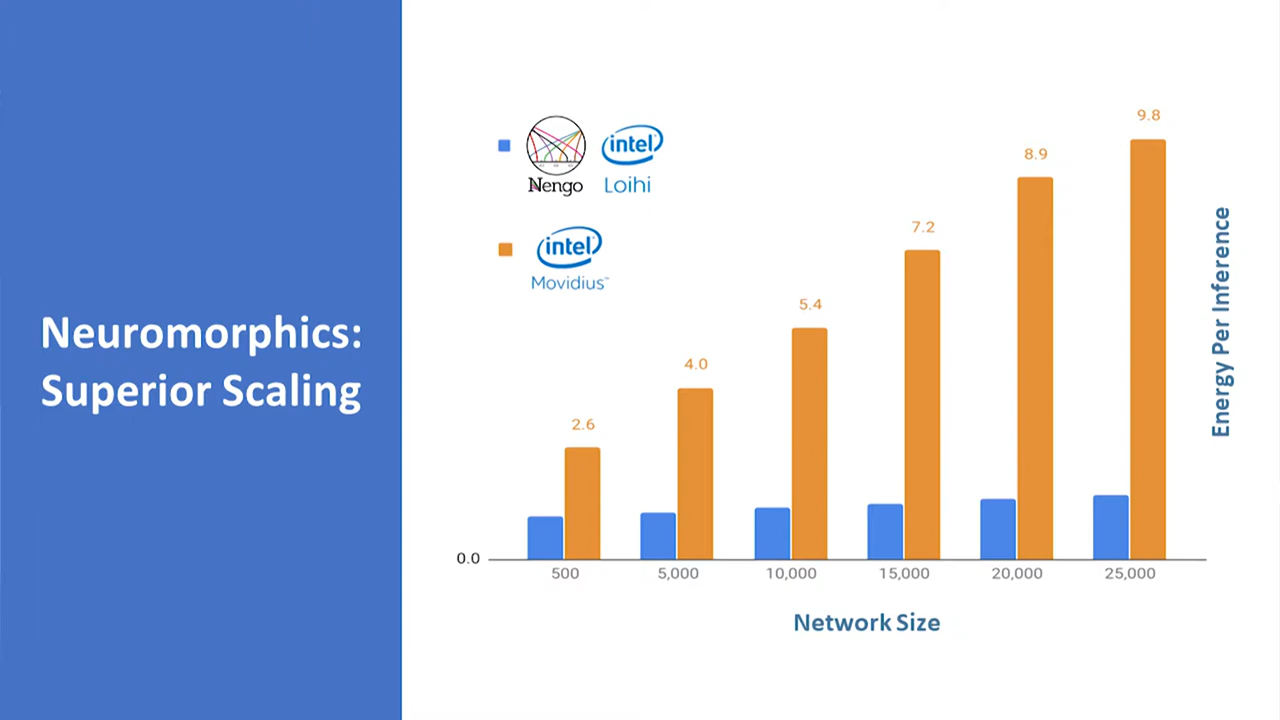 Neuromorphics:
Superior Scaling
Nengo
intel
Loihi
intel
Movidius™
2.6
4.0
5.4
7.2
8.9
9.8
0.0
500
5,000
10,000
15,000
20,000
25,000
Network Size
Energy Per Inference